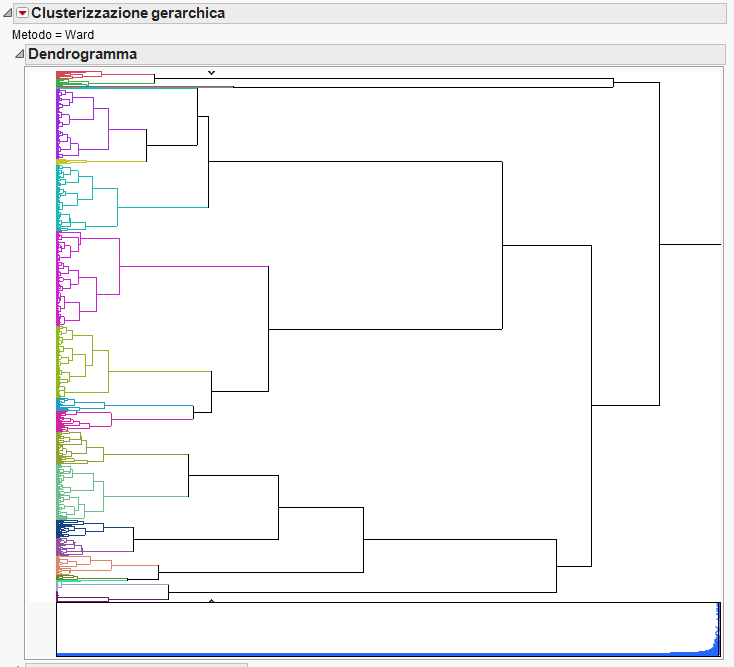 Clusterizzazione gerarchica
Metodo = Ward
Dendrogramma